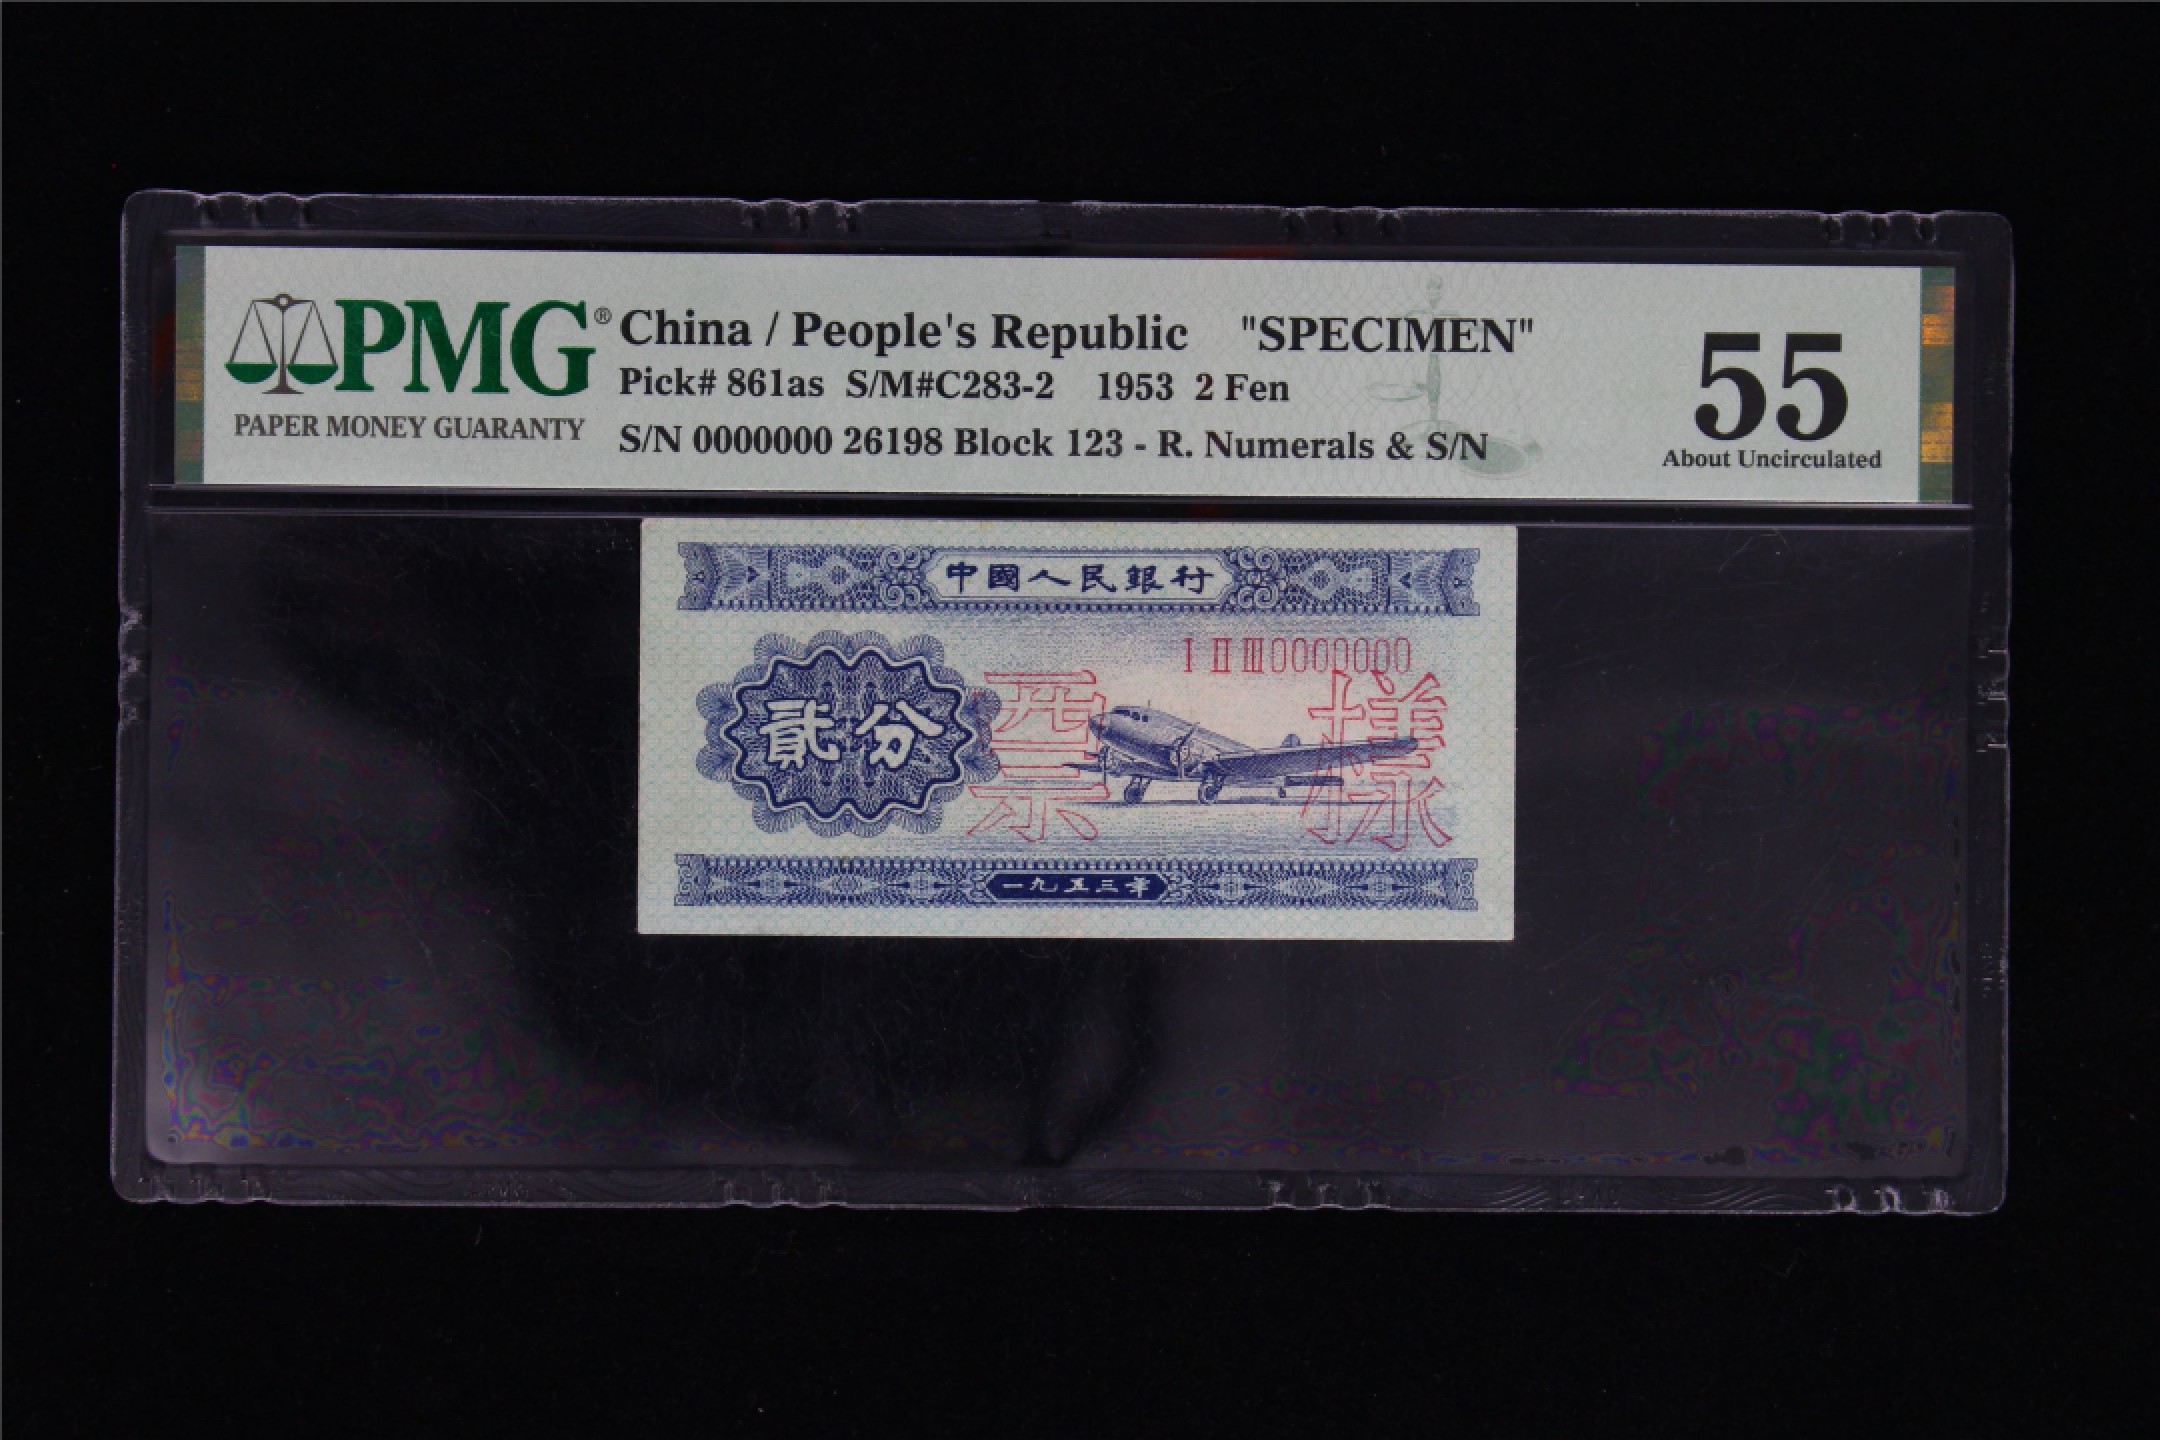 PMG®
PAPER MONEY GUARANTY
China / People's Republic "SPECIMEN"
Pick# 861as S/M#C283-2 1953 2 Fen
S/N 0000000 26198 Block 123 - R. Numerals & S/N
55
About Uncirculated
中國人民銀行
I II III 0000000
貳分
票樣
一九五三年